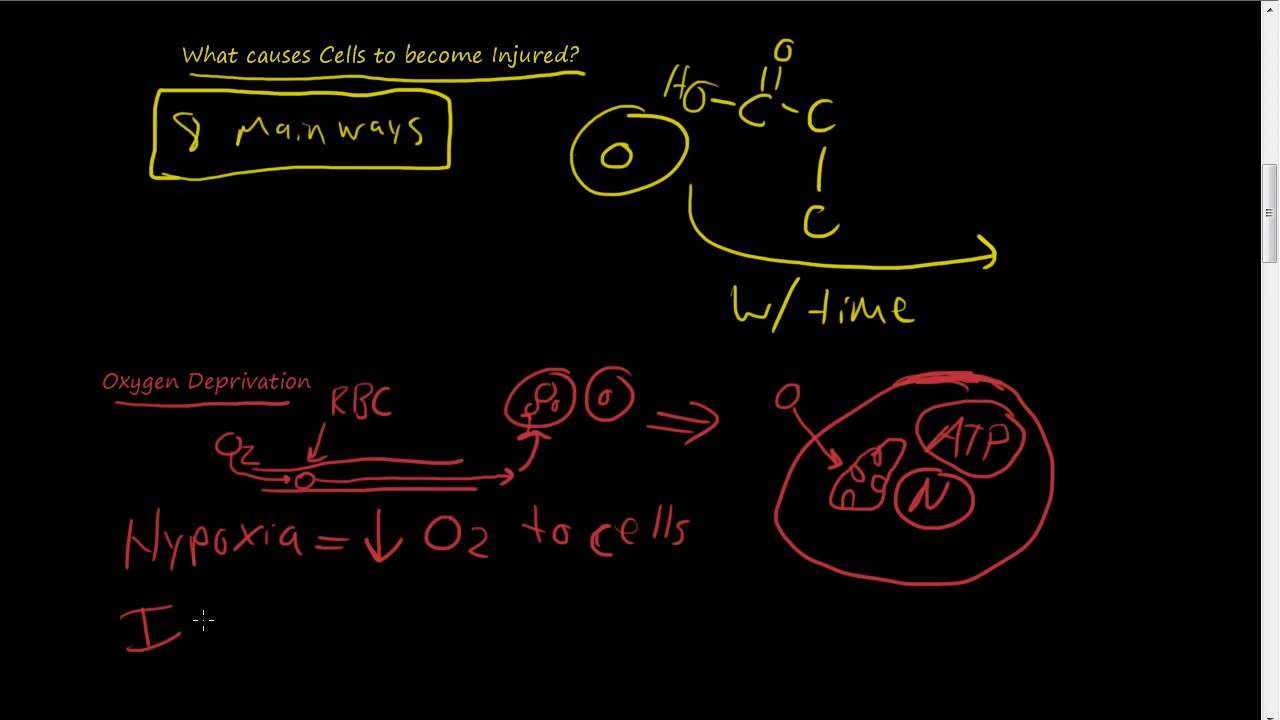 What causes Cells to become Injured?
8 Main ways
O
HO-C-C
C
w/ time
Oxygen Deprivation
RBC
O2
O
ATP
N
Hypoxia = ↓ O2 to cells
I